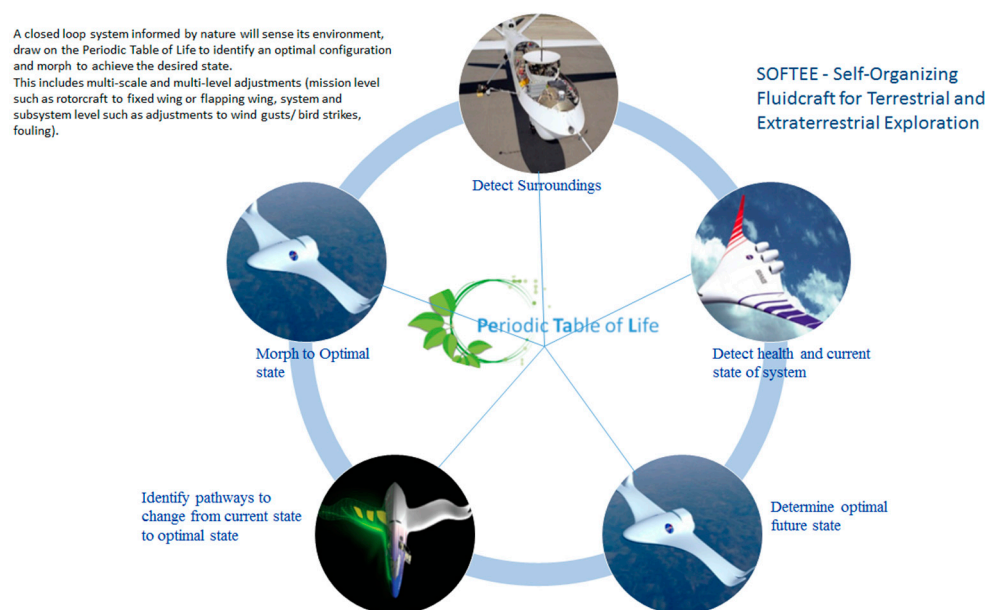 A closed loop system informed by nature will sense its environment,
draw on the Periodic Table of Life to identify an optimal configuration
and morph to achieve the desired state.
This includes multi-scale and multi-level adjustments (mission level
such as rotorcraft to fixed wing or flapping wing, system and
subsystem level such as adjustments to wind gusts/ bird strikes,
fouling).
SOFTEE - Self-Organizing
Fluidcraft for Terrestrial and
Extraterrestrial Exploration
Detect Surroundings
Detect health and current
state of system
Determine optimal
future state
Identify pathways to
change from current state
to optimal state
Morph to Optimal
state
Periodic Table of Life